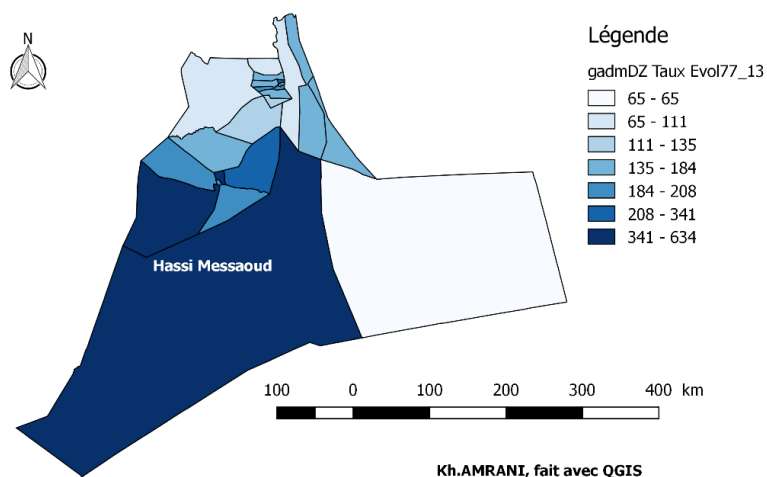 N
Légende
gadmDZ Taux Evol77_13
65 - 65
65 - 111
111 - 135
135 - 184
184 - 208
208 - 341
341 - 634
Hassi Messaoud
100 0 100 200 300 400 km
Kh.AMRANI, fait avec QGIS